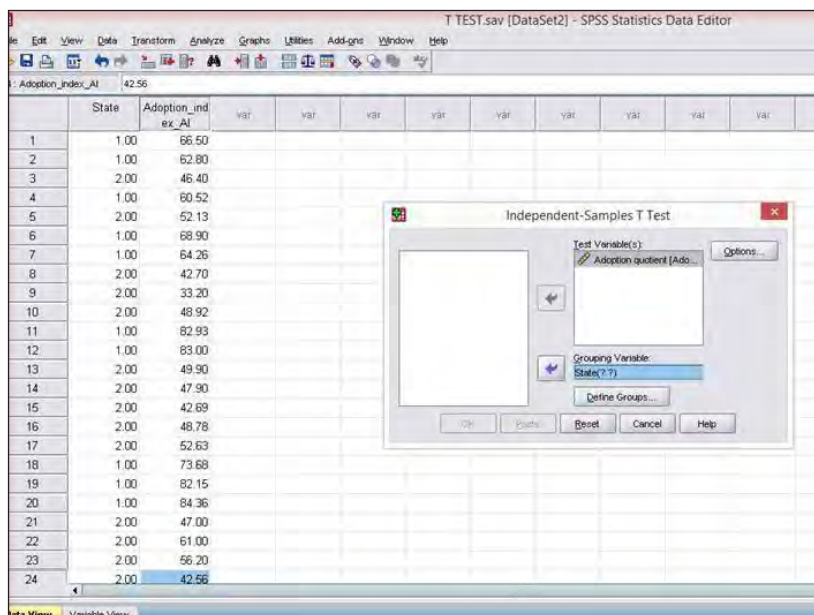 T TEST.sav [DataSet2] - SPSS Statistics Data Editor
Edit View Data Transform Analyze Graphs Utilities Add-ons Window Help
: Adoption_index_AI 42.56
State Adoption_ind
ex_AI var var var var var var var var
1 1.00 66.50
2 1.00 62.80
3 2.00 46.40
4 1.00 60.52
5 2.00 52.13
6 1.00 68.90
7 1.00 64.26
8 2.00 42.70
9 2.00 33.20
10 2.00 48.92
11 1.00 82.93
12 1.00 83.00
13 2.00 49.90
14 2.00 47.90
15 2.00 42.69
16 2.00 48.78
17 2.00 52.63
18 1.00 73.68
19 1.00 82.15
20 1.00 84.36
21 2.00 47.00
22 2.00 61.00
23 2.00 56.20
24 2.00 42.56
Independent-Samples T Test
Test Variable(s):
Adoption quotient [Ado...
Options...
Grouping Variable:
State(? ?)
Define Groups...
OK Paste Reset Cancel Help
Data View Variable View